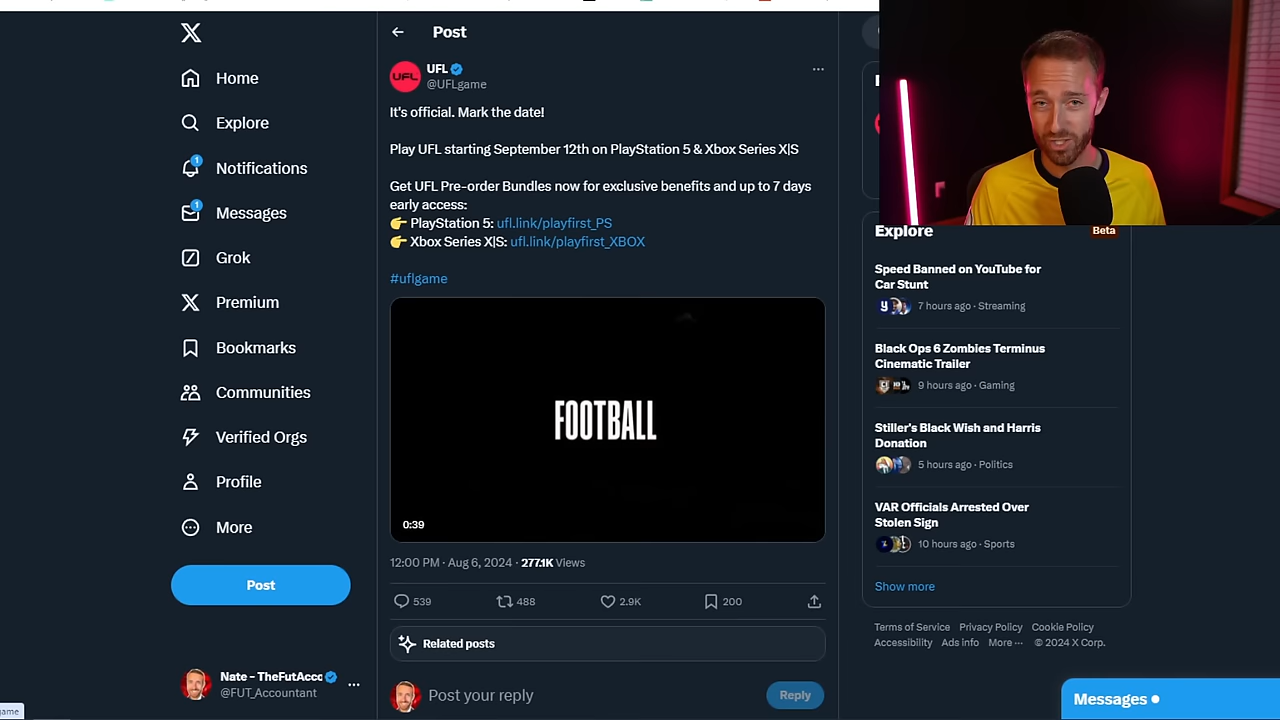 Home
Explore
1
Notifications
1
Messages
Grok
Premium
Bookmarks
Communities
Verified Orgs
Profile
More
Post
Nate - TheFutAccc
@FUT_Accountant
game
Post
UFL
UFL
@UFLgame
It's official. Mark the date!
Play UFL starting September 12th on PlayStation 5 & Xbox Series X|S
Get UFL Pre-order Bundles now for exclusive benefits and up to 7 days
early access:
👉 PlayStation 5: ufl.link/playfirst_PS
👉 Xbox Series X|S: ufl.link/playfirst_XBOX
#uflgame
FOOTBALL
0:39
12:00 PM · Aug 6, 2024 · 277.1K Views
539 488 2.9K 200
Related posts
Post your reply
Reply
Explore
Beta
Speed Banned on YouTube for
Car Stunt
7 hours ago · Streaming
Black Ops 6 Zombies Terminus
Cinematic Trailer
9 hours ago · Gaming
Stiller's Black Wish and Harris
Donation
5 hours ago · Politics
VAR Officials Arrested Over
Stolen Sign
10 hours ago · Sports
Show more
Terms of Service Privacy Policy Cookie Policy
Accessibility Ads info More ··· © 2024 X Corp.
Messages